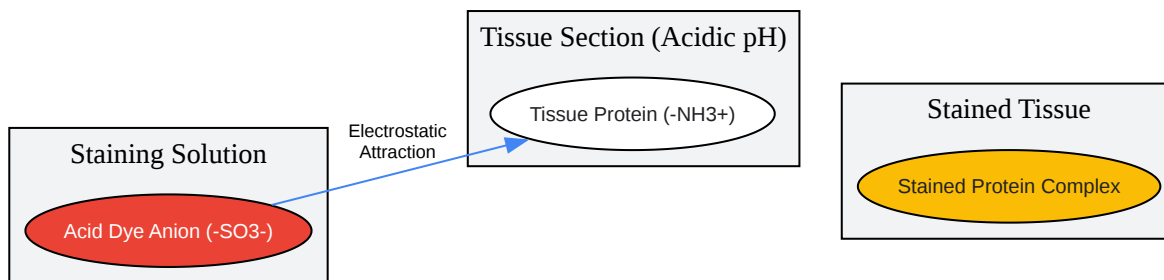 Staining Solution
Acid Dye Anion (-SO3-)
Electrostatic
Attraction
Tissue Section (Acidic pH)
Tissue Protein (-NH3+)
Stained Tissue
Stained Protein Complex